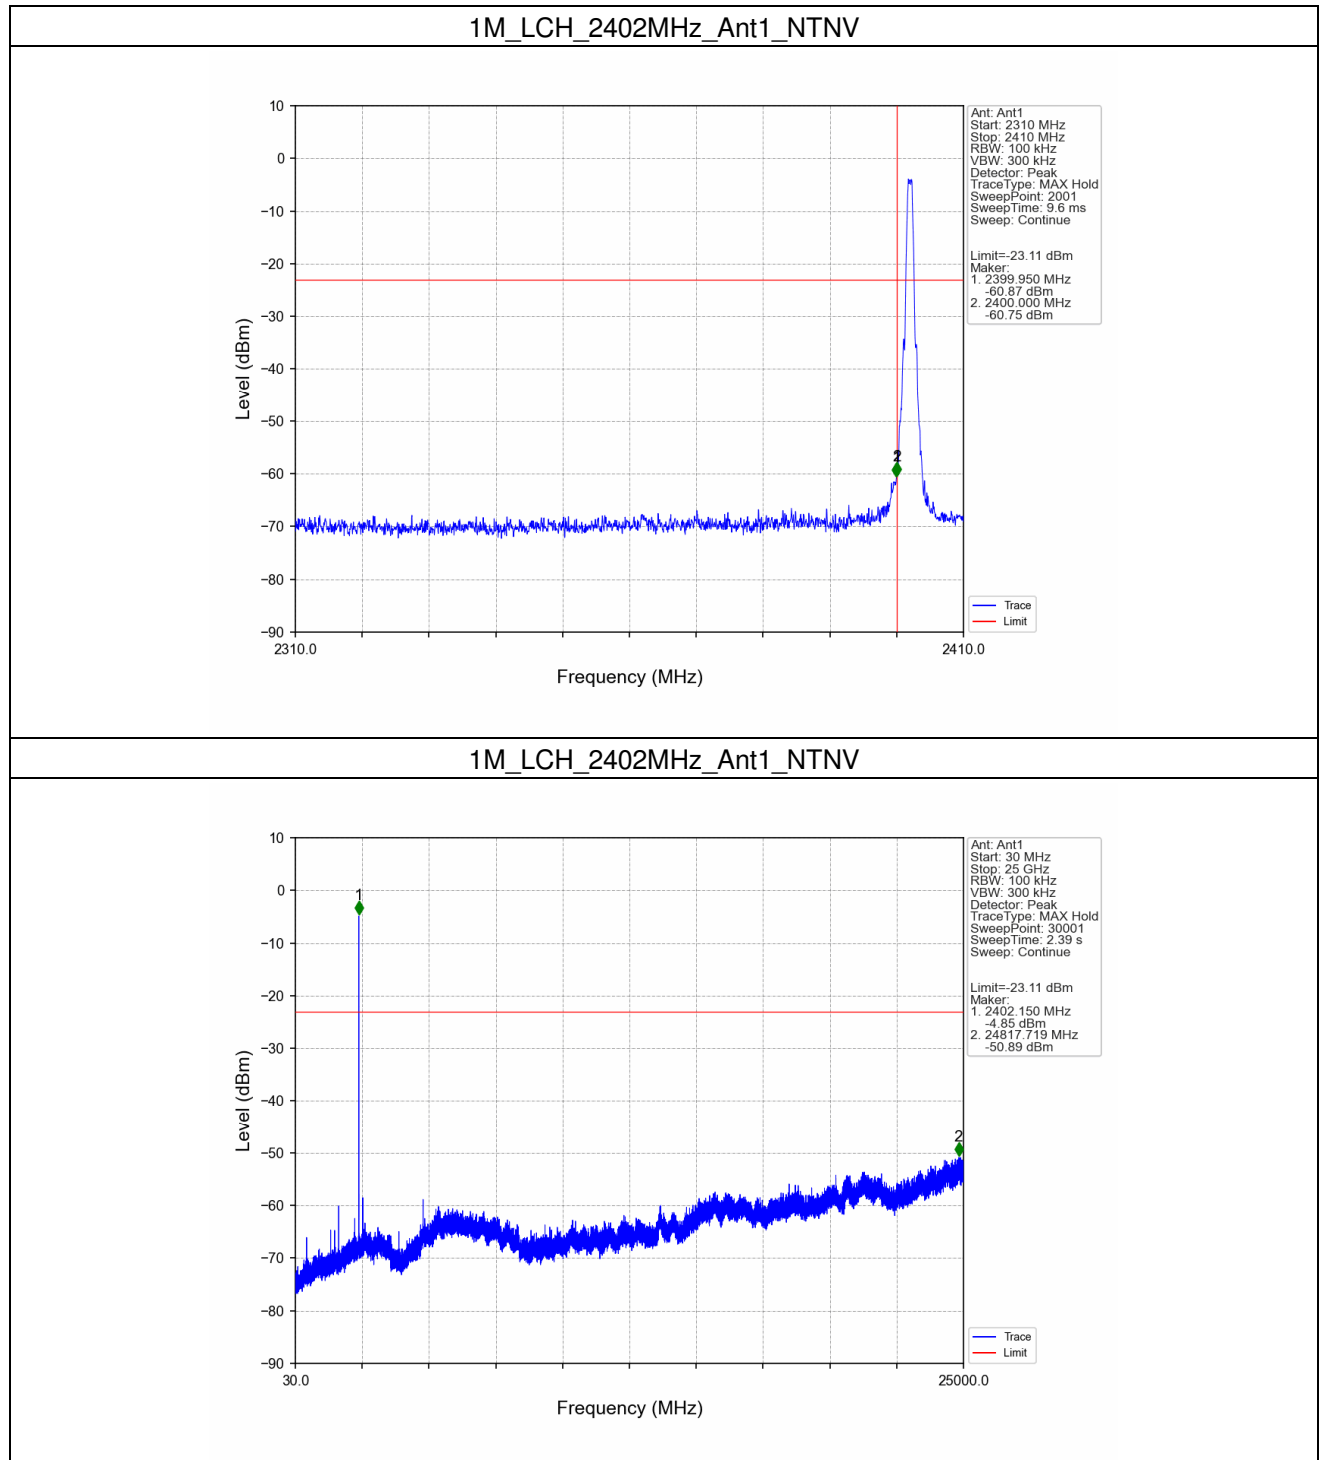 1M_LCH_2402MHz_Ant1_NTNV
10
0
−10
−20
−30
−40
−50
−60
−70
−80
−90
Level (dBm)
2310.0
2410.0
Frequency (MHz)
1
2
Ant: Ant1
Start: 2310 MHz
Stop: 2410 MHz
RBW: 100 kHz
VBW: 300 kHz
Detector: Peak
TraceType: MAX Hold
SweepPoint: 2001
SweepTime: 9.6 ms
Sweep: Continue
Limit=-23.11 dBm
Maker:
1. 2399.950 MHz
-60.87 dBm
2. 2400.000 MHz
-60.75 dBm
Trace
Limit
1M_LCH_2402MHz_Ant1_NTNV
10
0
−10
−20
−30
−40
−50
−60
−70
−80
−90
Level (dBm)
30.0
25000.0
Frequency (MHz)
1
2
Ant: Ant1
Start: 30 MHz
Stop: 25 GHz
RBW: 100 kHz
VBW: 300 kHz
Detector: Peak
TraceType: MAX Hold
SweepPoint: 30001
SweepTime: 2.39 s
Sweep: Continue
Limit=-23.11 dBm
Maker:
1. 2402.150 MHz
-4.85 dBm
2. 24817.719 MHz
-50.89 dBm
Trace
Limit